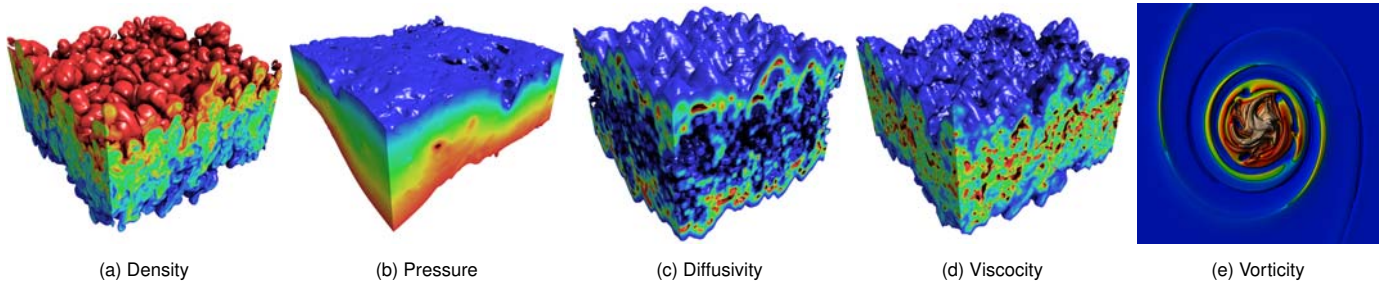 (a) Density
(b) Pressure
(c) Diffusivity
(d) Viscocity
(e) Vorticity